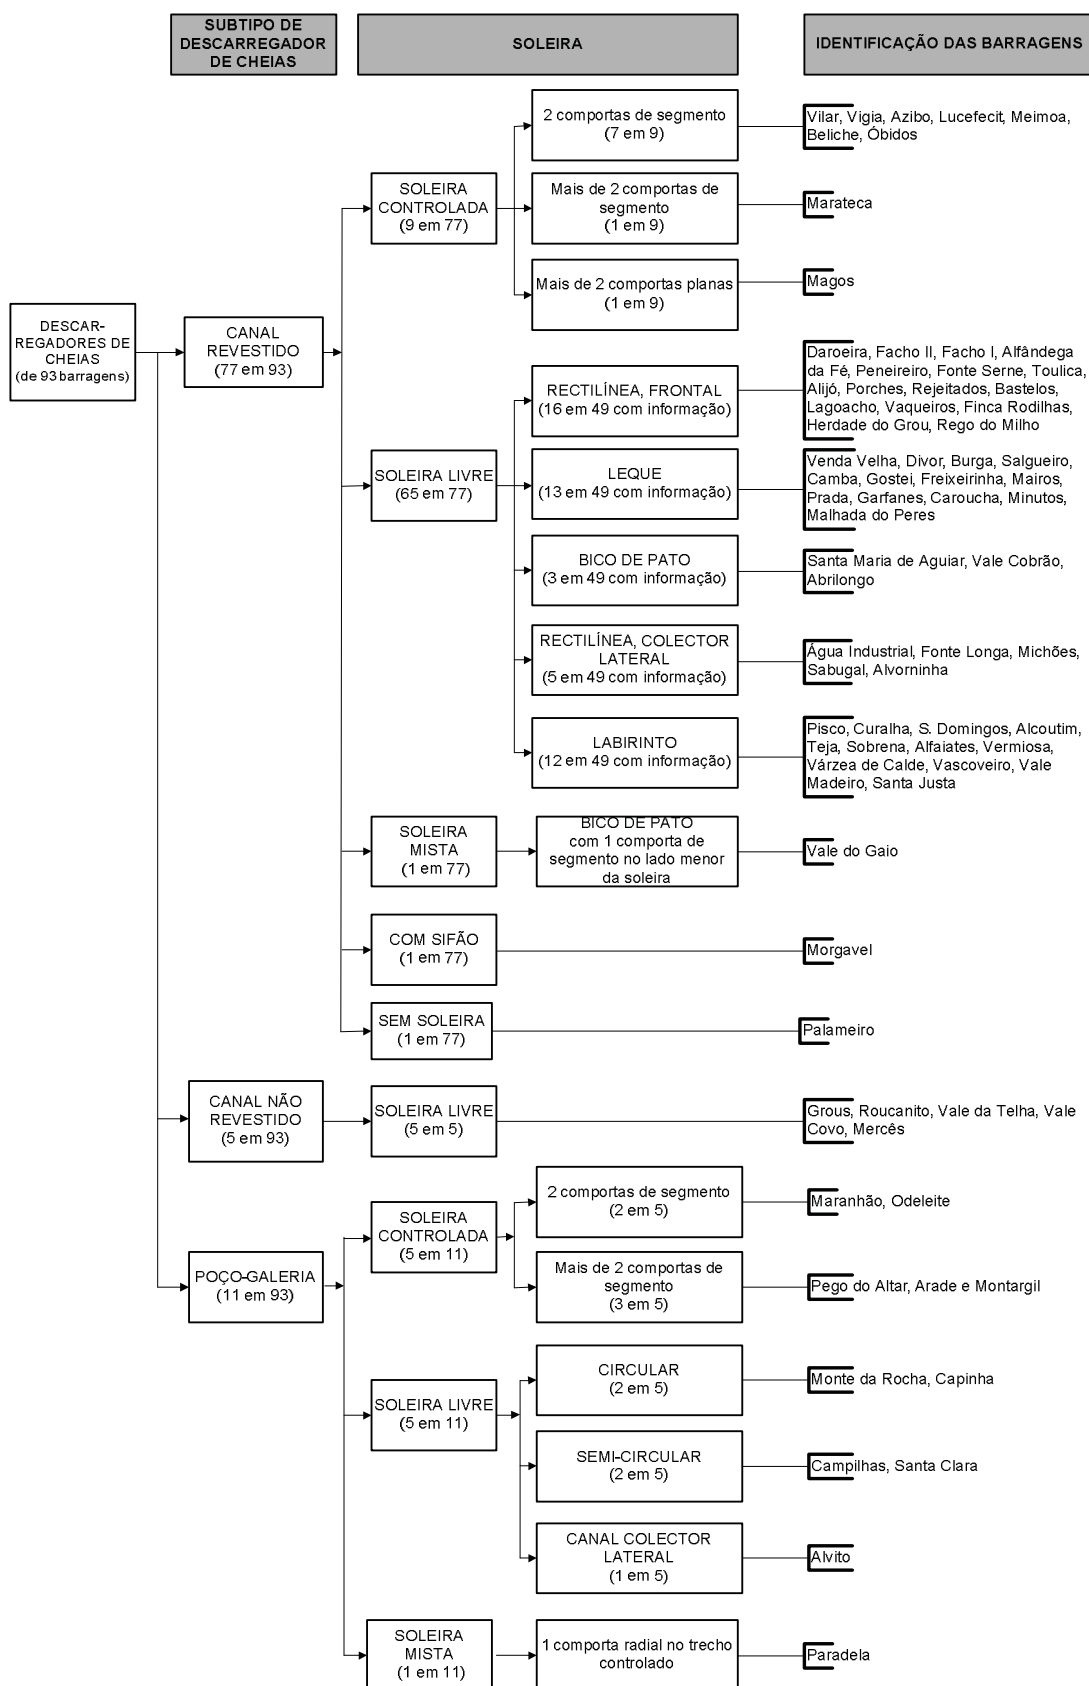 SUBTIPO DE
DESCARREGADOR
DE CHEIAS
SOLEIRA
IDENTIFICAÇÃO DAS BARRAGENS
DESCAR-
REGADORES DE
CHEIAS
(de 93 barragens)
CANAL
REVESTIDO
(77 em 93)
SOLEIRA
CONTROLADA
(9 em 77)
2 comportas de segmento
(7 em 9)
Vilar, Vigia, Azibo, Lucefecit, Meimoa,
Beliche, Óbidos
Mais de 2 comportas de
segmento
(1 em 9)
Marateca
Mais de 2 comportas planas
(1 em 9)
Magos
SOLEIRA LIVRE
(65 em 77)
RECTILÍNEA, FRONTAL
(16 em 49 com informação)
Daroeira, Facho II, Facho I, Alfândega
da Fé, Peneireiro, Fonte Serne, Toulica,
Alijó, Porches, Rejeitados, Bastelos,
Lagoacho, Vaqueiros, Finca Rodilhas,
Herdade do Grou, Rego do Milho
LEQUE
(13 em 49 com informação)
Venda Velha, Divor, Burga, Salgueiro,
Camba, Gostei, Freixeirinha, Mairos,
Prada, Garfanes, Caroucha, Minutos,
Malhada do Peres
BICO DE PATO
(3 em 49 com informação)
Santa Maria de Aguiar, Vale Cobrão,
Abrilongo
RECTILÍNEA, COLECTOR
LATERAL
(5 em 49 com informação)
Água Industrial, Fonte Longa, Michões,
Sabugal, Alvorninha
LABIRINTO
(12 em 49 com informação)
Pisco, Curalha, S. Domingos, Alcoutim,
Teja, Sobrena, Alfaiates, Vermiosa,
Várzea de Calde, Vascoveiro, Vale
Madeiro, Santa Justa
SOLEIRA
MISTA
(1 em 77)
BICO DE PATO
com 1 comporta de
segmento no lado menor
da soleira
Vale do Gaio
COM SIFÃO
(1 em 77)
Morgavel
SEM SOLEIRA
(1 em 77)
Palameiro
CANAL NÃO
REVESTIDO
(5 em 93)
SOLEIRA LIVRE
(5 em 5)
Grous, Roucanito, Vale da Telha, Vale
Covo, Mercês
POÇO-GALERIA
(11 em 93)
SOLEIRA
CONTROLADA
(5 em 11)
2 comportas de segmento
(2 em 5)
Maranhão, Odeleite
Mais de 2 comportas de
segmento
(3 em 5)
Pego do Altar, Arade e Montargil
SOLEIRA LIVRE
(5 em 11)
CIRCULAR
(2 em 5)
Monte da Rocha, Capinha
SEMI-CIRCULAR
(2 em 5)
Campilhas, Santa Clara
CANAL COLECTOR
LATERAL
(1 em 5)
Alvito
SOLEIRA
MISTA
(1 em 11)
1 comporta radial no trecho
controlado
Paradela